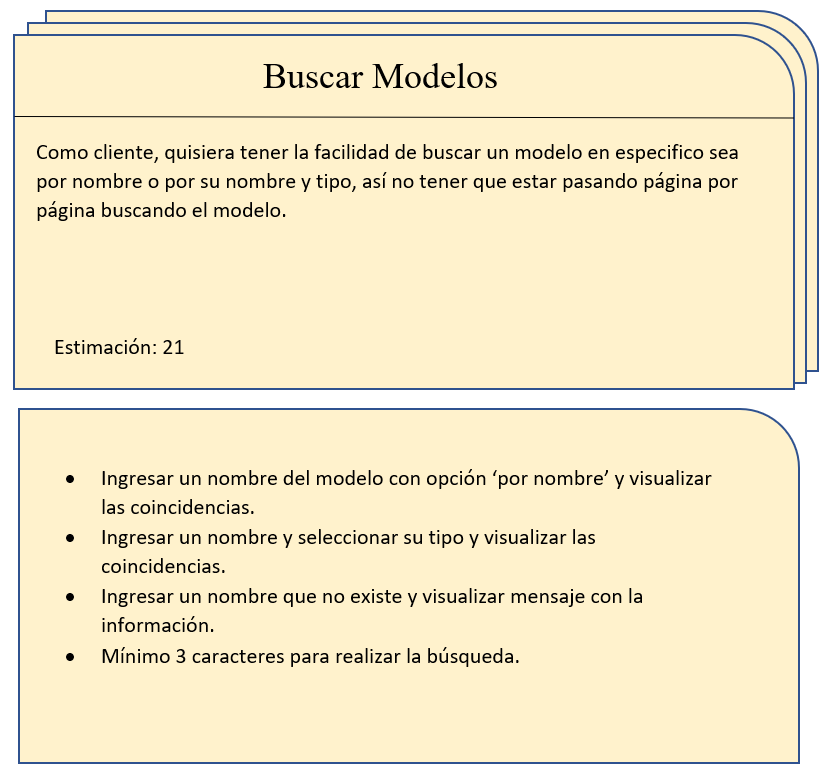 Buscar Modelos
Como cliente, quisiera tener la facilidad de buscar un modelo en especifico sea
por nombre o por su nombre y tipo, así no tener que estar pasando página por
página buscando el modelo.
Estimación: 21
• Ingresar un nombre del modelo con opción ‘por nombre’ y visualizar
las coincidencias.
• Ingresar un nombre y seleccionar su tipo y visualizar las
coincidencias.
• Ingresar un nombre que no existe y visualizar mensaje con la
información.
• Mínimo 3 caracteres para realizar la búsqueda.